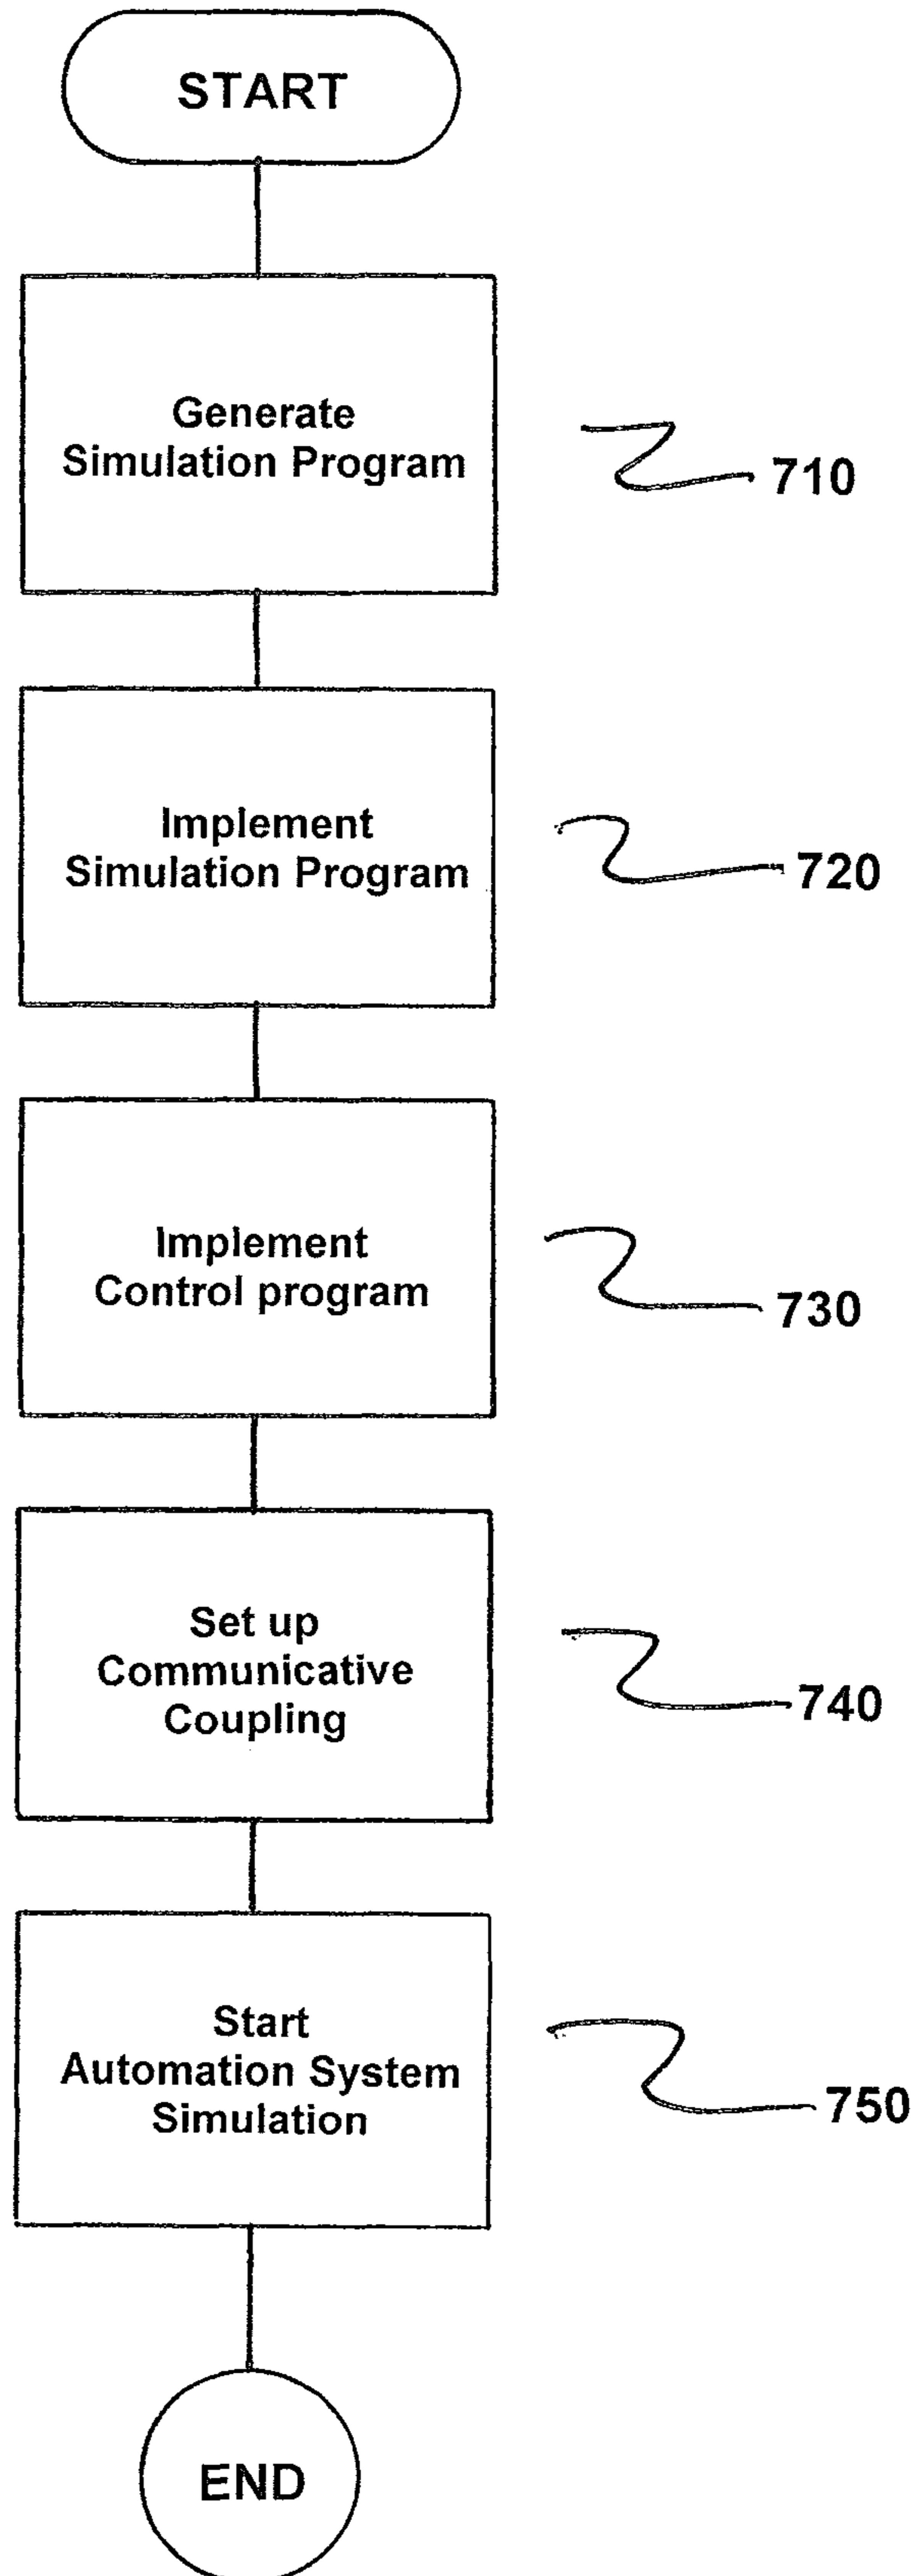 START
Generate
Simulation Program
710
Implement
Simulation Program
720
Implement
Control program
730
Set up
Communicative
Coupling
740
Start
Automation System
Simulation
750
END